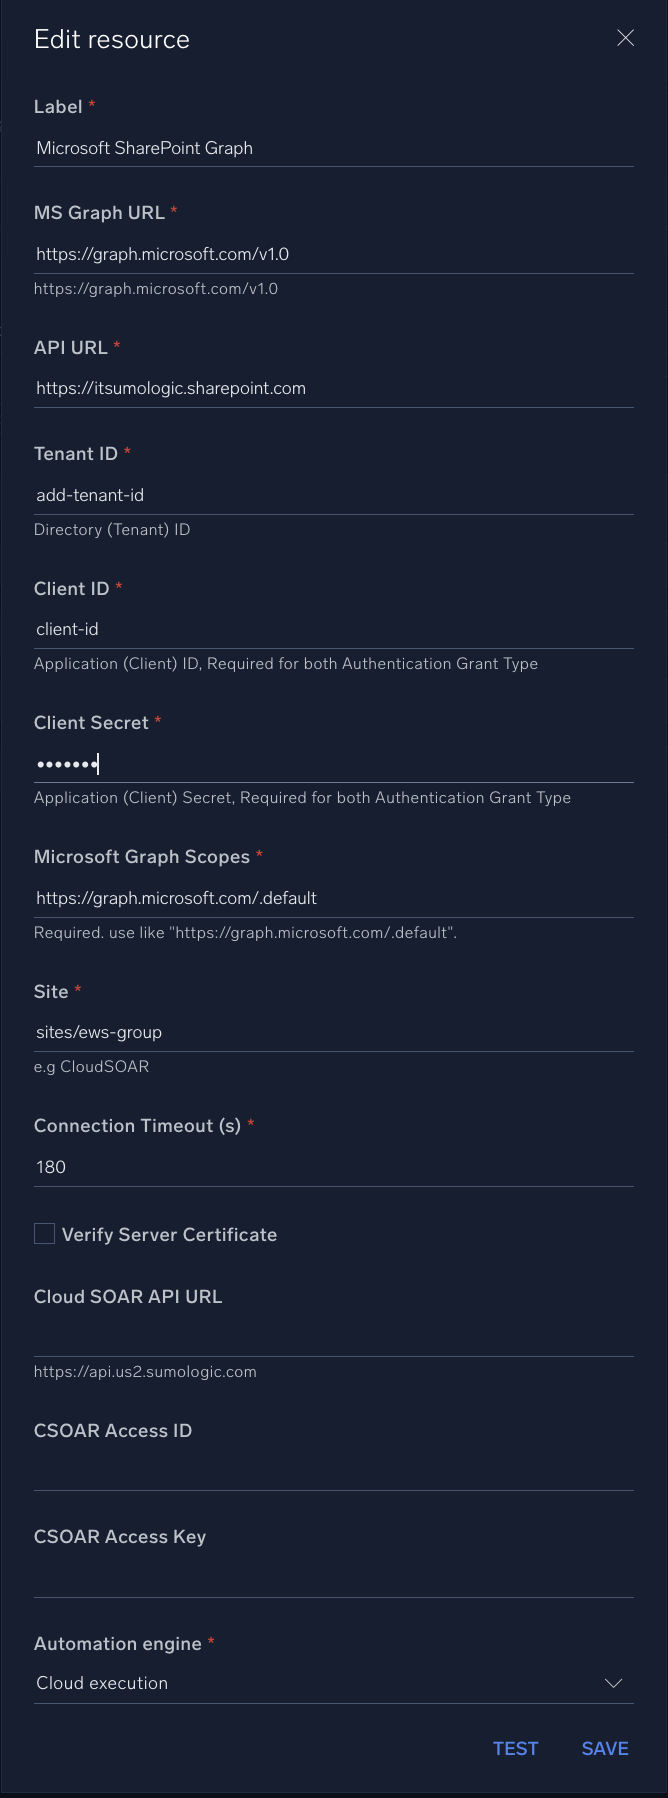 Edit resource
Label *
Microsoft SharePoint Graph
MS Graph URL *
https://graph.microsoft.com/v1.0
https://graph.microsoft.com/v1.0
API URL *
https://itsumologic.sharepoint.com
Tenant ID *
add-tenant-id
Directory (Tenant) ID
Client ID *
client-id
Application (Client) ID, Required for both Authentication Grant Type
Client Secret *
•••••••
Application (Client) Secret, Required for both Authentication Grant Type
Microsoft Graph Scopes *
https://graph.microsoft.com/.default
Required. use like "https://graph.microsoft.com/.default".
Site *
sites/ews-group
e.g CloudSOAR
Connection Timeout (s) *
180
Verify Server Certificate
Cloud SOAR API URL
https://api.us2.sumologic.com
CSOAR Access ID
CSOAR Access Key
Automation engine *
Cloud execution
TEST SAVE